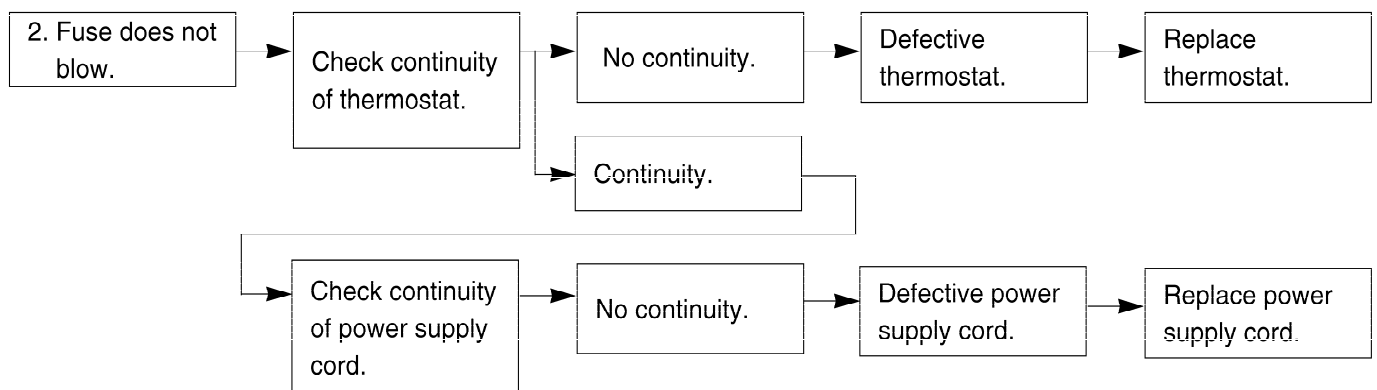 2. Fuse does not
blow.
Check continuity
of thermostat.
No continuity.
Defective
thermostat.
Replace
thermostat.
Continuity.
Check continuity
of power supply
cord.
No continuity.
Defective power
supply cord.
Replace power
supply cord.